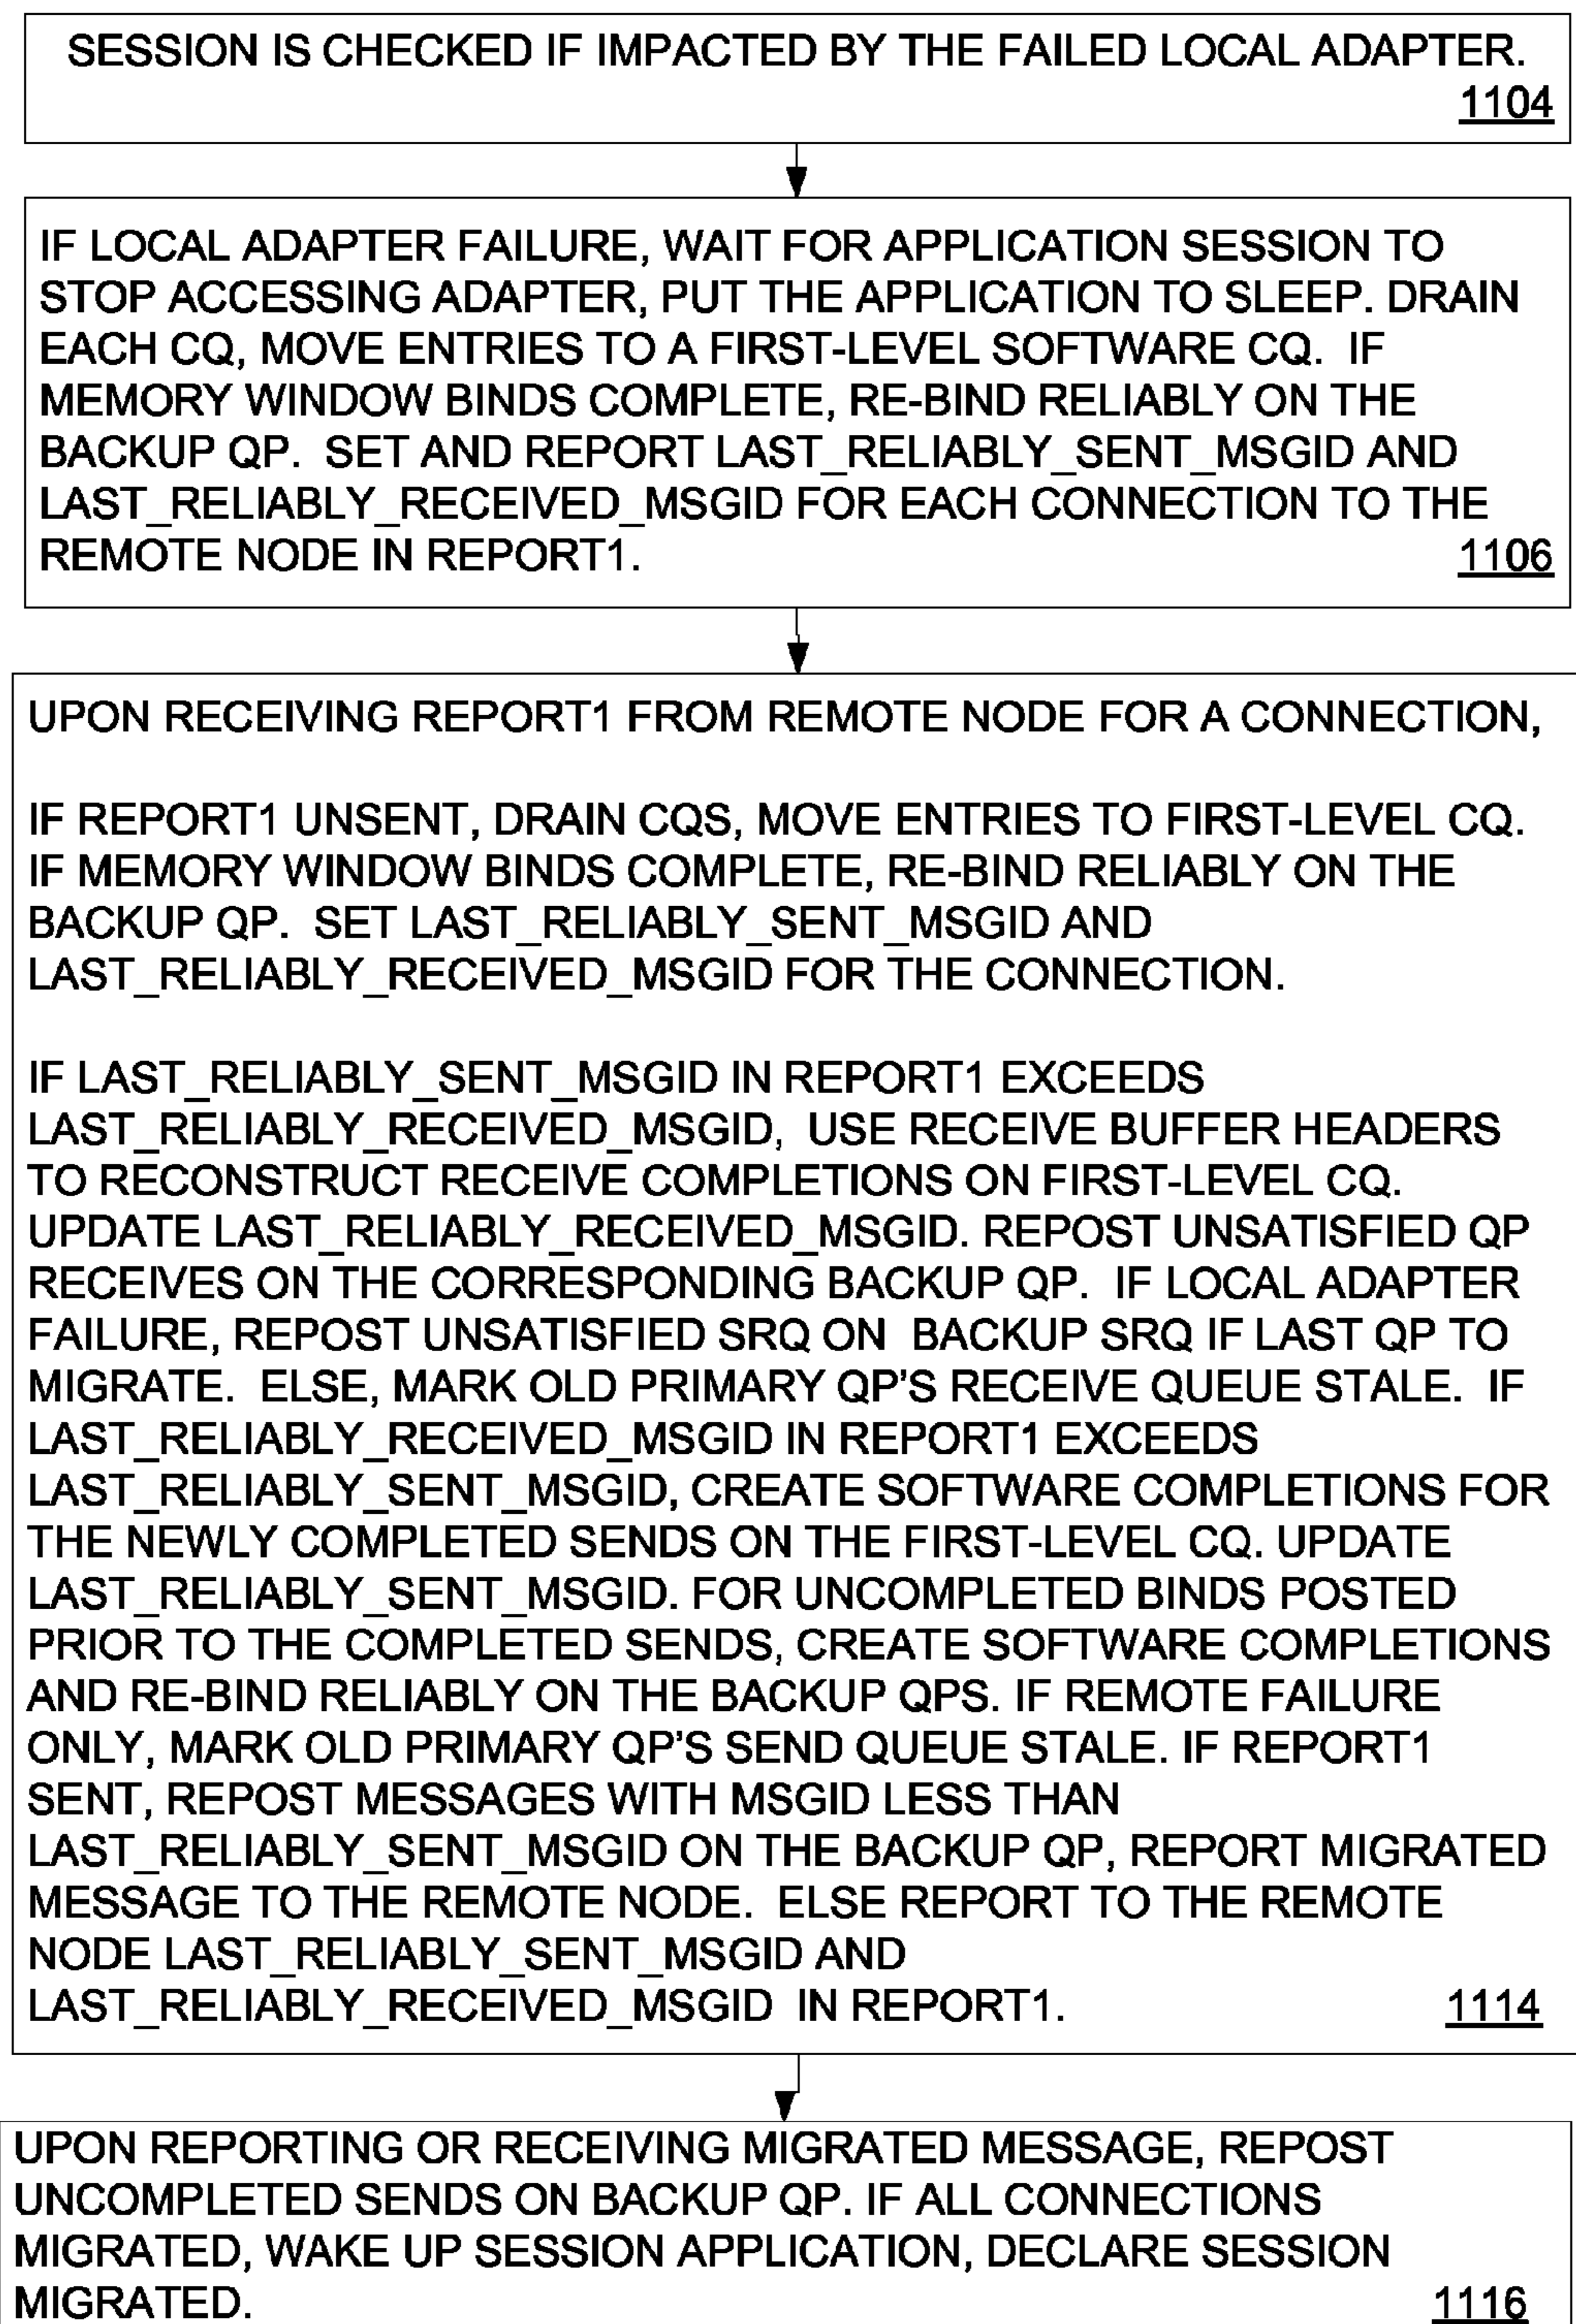 SESSION IS CHECKED IF IMPACTED BY THE FAILED LOCAL ADAPTER.
1104
IF LOCAL ADAPTER FAILURE, WAIT FOR APPLICATION SESSION TO
STOP ACCESSING ADAPTER, PUT THE APPLICATION TO SLEEP. DRAIN
EACH CQ, MOVE ENTRIES TO A FIRST-LEVEL SOFTWARE CQ. IF
MEMORY WINDOW BINDS COMPLETE, RE-BIND RELIABLY ON THE
BACKUP QP. SET AND REPORT LAST_RELIABLY_SENT_MSGID AND
LAST_RELIABLY_RECEIVED_MSGID FOR EACH CONNECTION TO THE
REMOTE NODE IN REPORT1. 1106
UPON RECEIVING REPORT1 FROM REMOTE NODE FOR A CONNECTION,
IF REPORT1 UNSENT, DRAIN CQS, MOVE ENTRIES TO FIRST-LEVEL CQ.
IF MEMORY WINDOW BINDS COMPLETE, RE-BIND RELIABLY ON THE
BACKUP QP. SET LAST_RELIABLY_SENT_MSGID AND
LAST_RELIABLY_RECEIVED_MSGID FOR THE CONNECTION.
IF LAST_RELIABLY_SENT_MSGID IN REPORT1 EXCEEDS
LAST_RELIABLY_RECEIVED_MSGID, USE RECEIVE BUFFER HEADERS
TO RECONSTRUCT RECEIVE COMPLETIONS ON FIRST-LEVEL CQ.
UPDATE LAST_RELIABLY_RECEIVED_MSGID. REPOST UNSATISFIED QP
RECEIVES ON THE CORRESPONDING BACKUP QP. IF LOCAL ADAPTER
FAILURE, REPOST UNSATISFIED SRQ ON BACKUP SRQ IF LAST QP TO
MIGRATE. ELSE, MARK OLD PRIMARY QP'S RECEIVE QUEUE STALE. IF
LAST_RELIABLY_RECEIVED_MSGID IN REPORT1 EXCEEDS
LAST_RELIABLY_SENT_MSGID, CREATE SOFTWARE COMPLETIONS FOR
THE NEWLY COMPLETED SENDS ON THE FIRST-LEVEL CQ. UPDATE
LAST_RELIABLY_SENT_MSGID. FOR UNCOMPLETED BINDS POSTED
PRIOR TO THE COMPLETED SENDS, CREATE SOFTWARE COMPLETIONS
AND RE-BIND RELIABLY ON THE BACKUP QPS. IF REMOTE FAILURE
ONLY, MARK OLD PRIMARY QP'S SEND QUEUE STALE. IF REPORT1
SENT, REPOST MESSAGES WITH MSGID LESS THAN
LAST_RELIABLY_SENT_MSGID ON THE BACKUP QP, REPORT MIGRATED
MESSAGE TO THE REMOTE NODE. ELSE REPORT TO THE REMOTE
NODE LAST_RELIABLY_SENT_MSGID AND
LAST_RELIABLY_RECEIVED_MSGID IN REPORT1. 1114
UPON REPORTING OR RECEIVING MIGRATED MESSAGE, REPOST
UNCOMPLETED SENDS ON BACKUP QP. IF ALL CONNECTIONS
MIGRATED, WAKE UP SESSION APPLICATION, DECLARE SESSION
MIGRATED. 1116